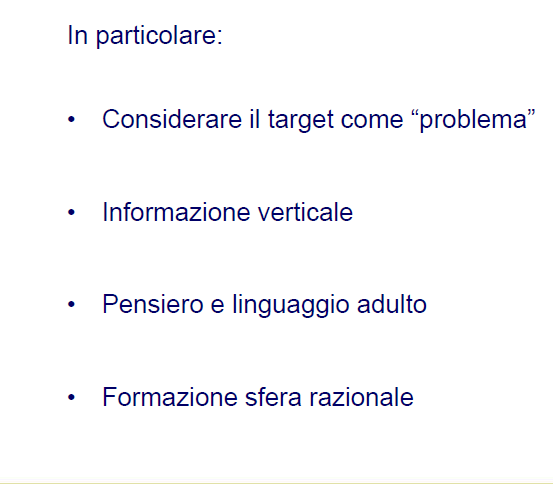 In particolare:
• Considerare il target come “problema”
• Informazione verticale
• Pensiero e linguaggio adulto
• Formazione sfera razionale